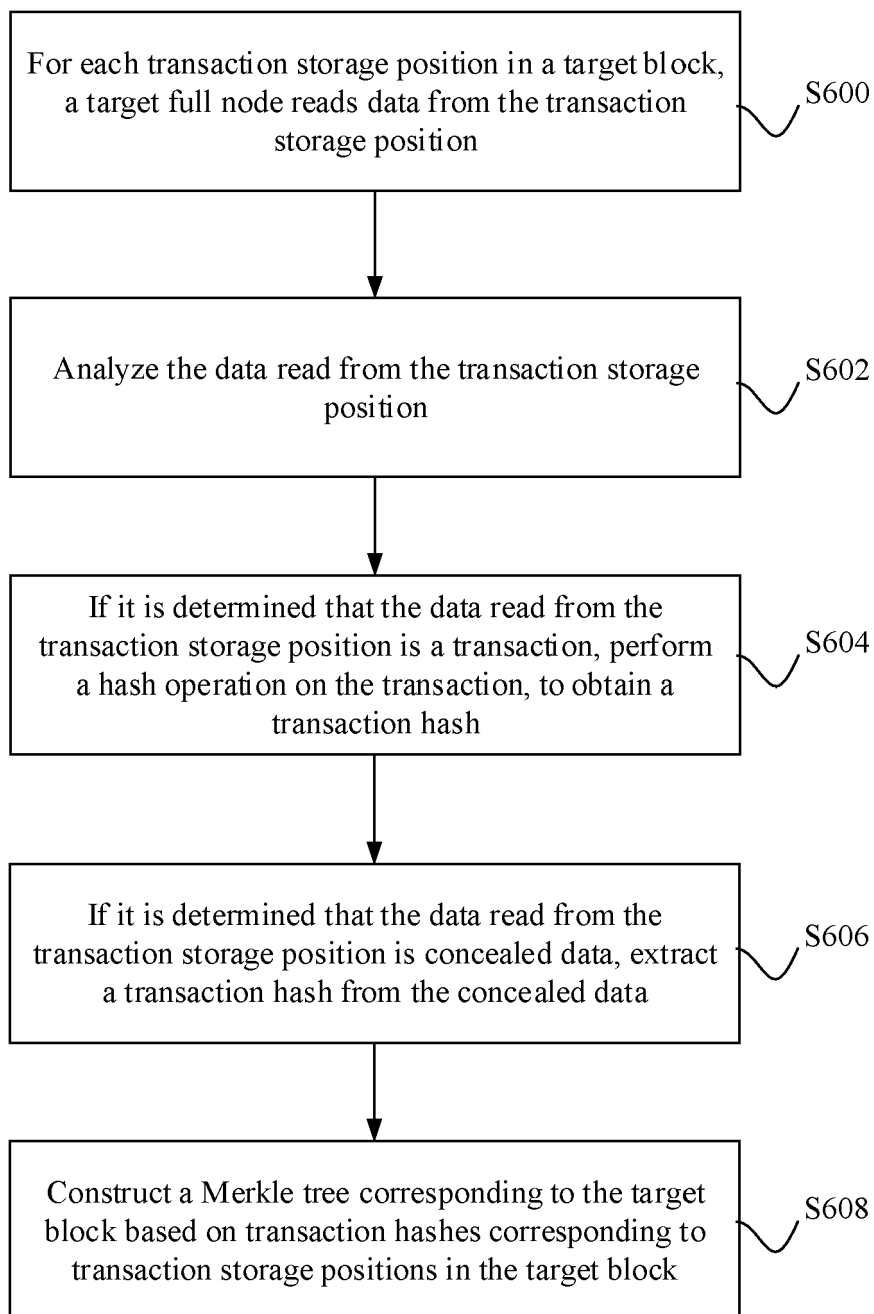 For each transaction storage position in a target block,
a target full node reads data from the transaction
storage position
S600
Analyze the data read from the transaction storage
position
S602
If it is determined that the data read from the
transaction storage position is a transaction, perform
a hash operation on the transaction, to obtain a
transaction hash
S604
If it is determined that the data read from the
transaction storage position is concealed data, extract
a transaction hash from the concealed data
S606
Construct a Merkle tree corresponding to the target
block based on transaction hashes corresponding to
transaction storage positions in the target block
S608